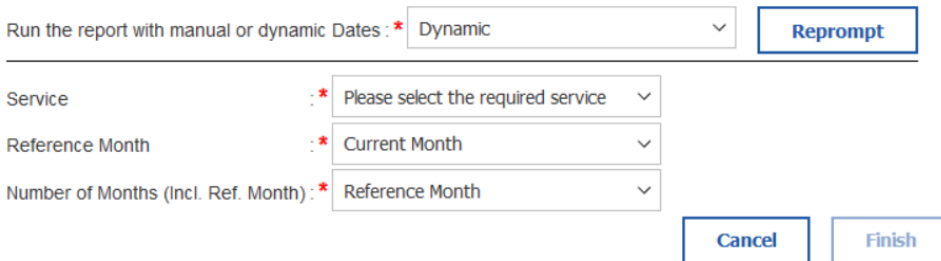 Run the report with manual or dynamic Dates : * Dynamic Reprompt
Service : * Please select the required service
Reference Month : * Current Month
Number of Months (Incl. Ref. Month) : * Reference Month
Cancel Finish